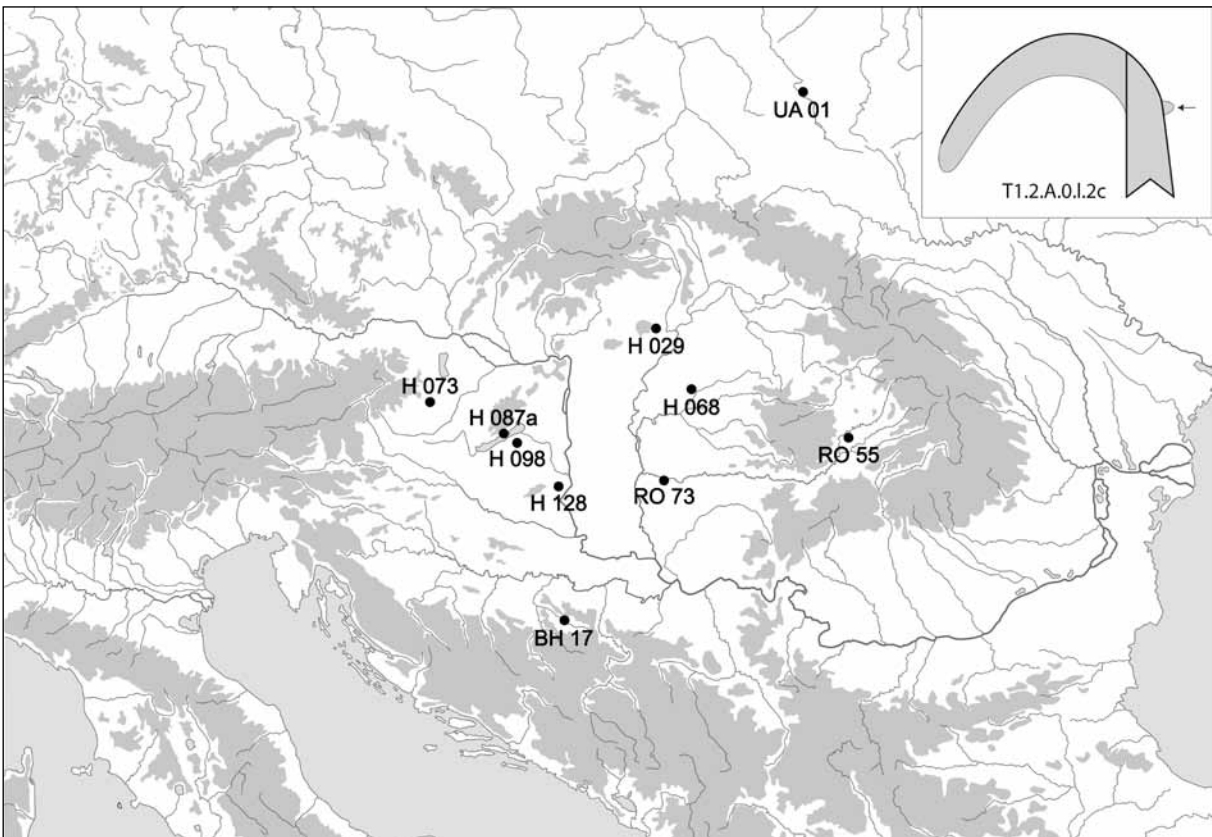 UA 01
T1.2.A.0.I.2c
H 029
H 073
H 068
H 087a
H 098
RO 55
H 128
RO 73
BH 17